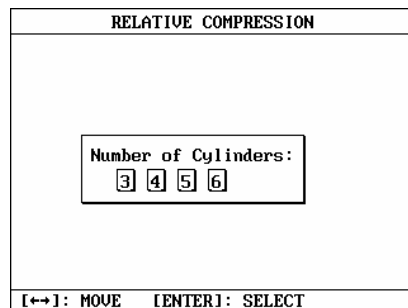 RELATIVE COMPRESSION
Number of Cylinders:
3 4 5 6
[←→]: MOVE [ENTER]: SELECT